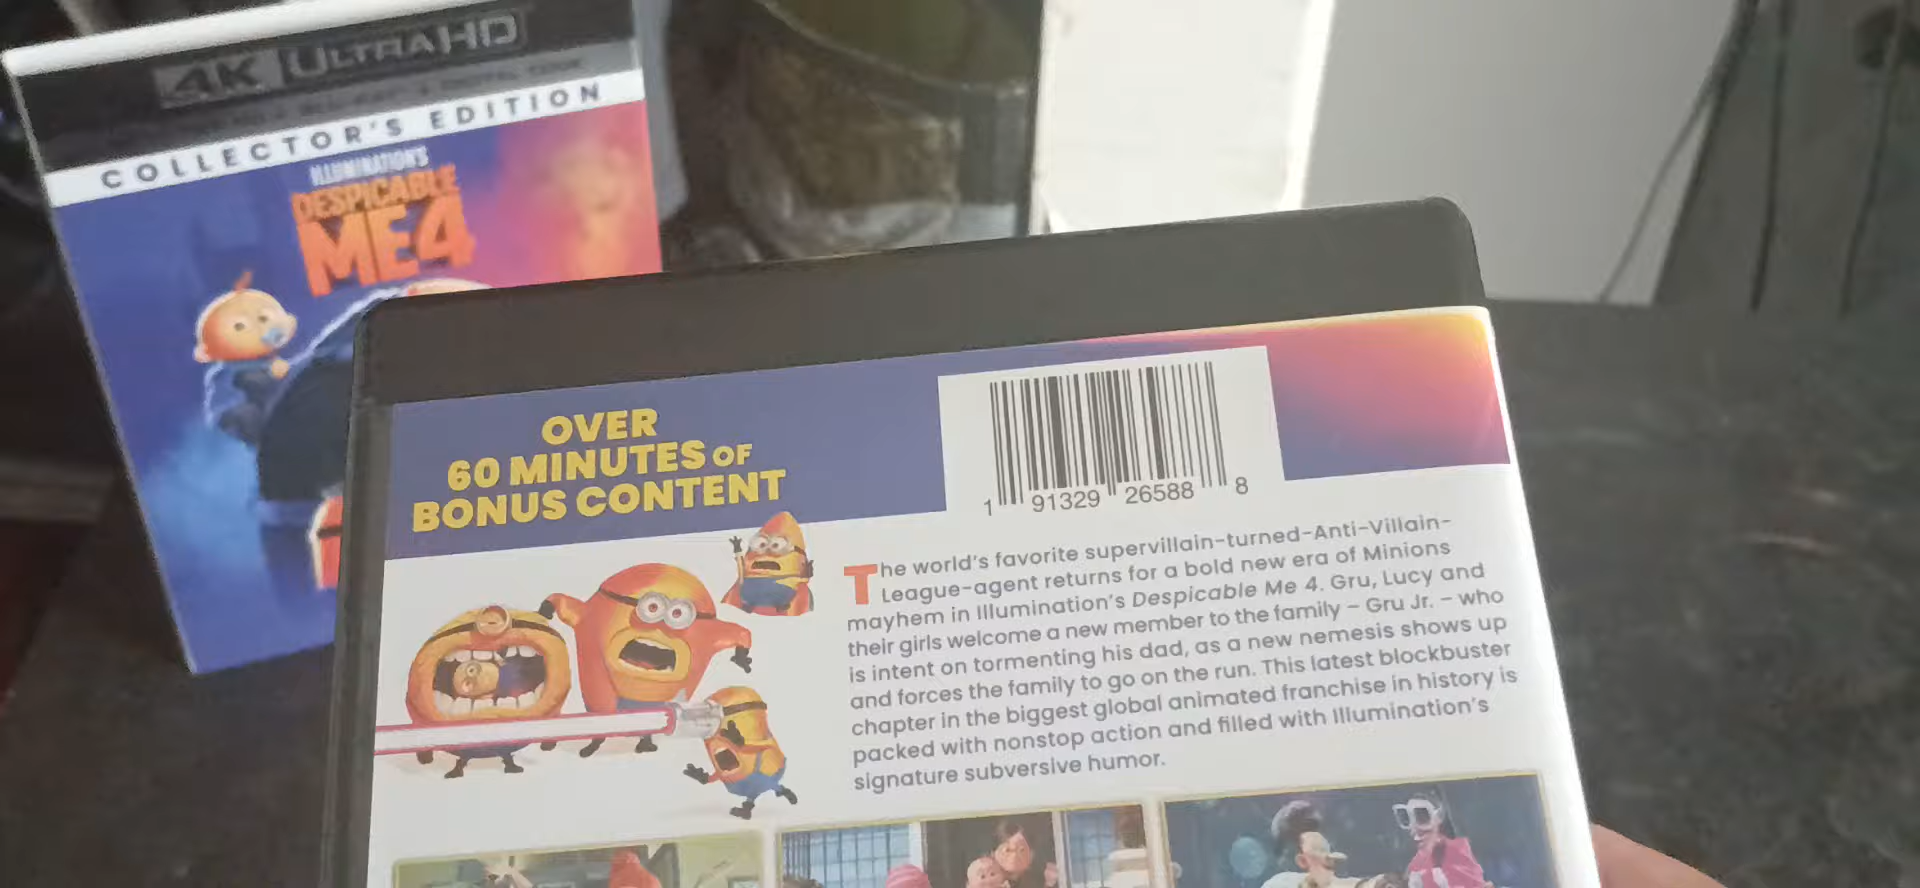 4K ULTRAHD
COLLECTOR'S EDITION
ILLUMINATION'S
DESPICABLE
ME 4
OVER
60 MINUTES OF
BONUS CONTENT
1 91329 26588 8
The world's favorite supervillain-turned-Anti-Villain-
League-agent returns for a bold new era of Minions
mayhem in Illumination's Despicable Me 4. Gru, Lucy and
their girls welcome a new member to the family – Gru Jr. – who
is intent on tormenting his dad, as a new nemesis shows up
and forces the family to go on the run. This latest blockbuster
chapter in the biggest global animated franchise in history is
packed with nonstop action and filled with Illumination's
signature subversive humor.